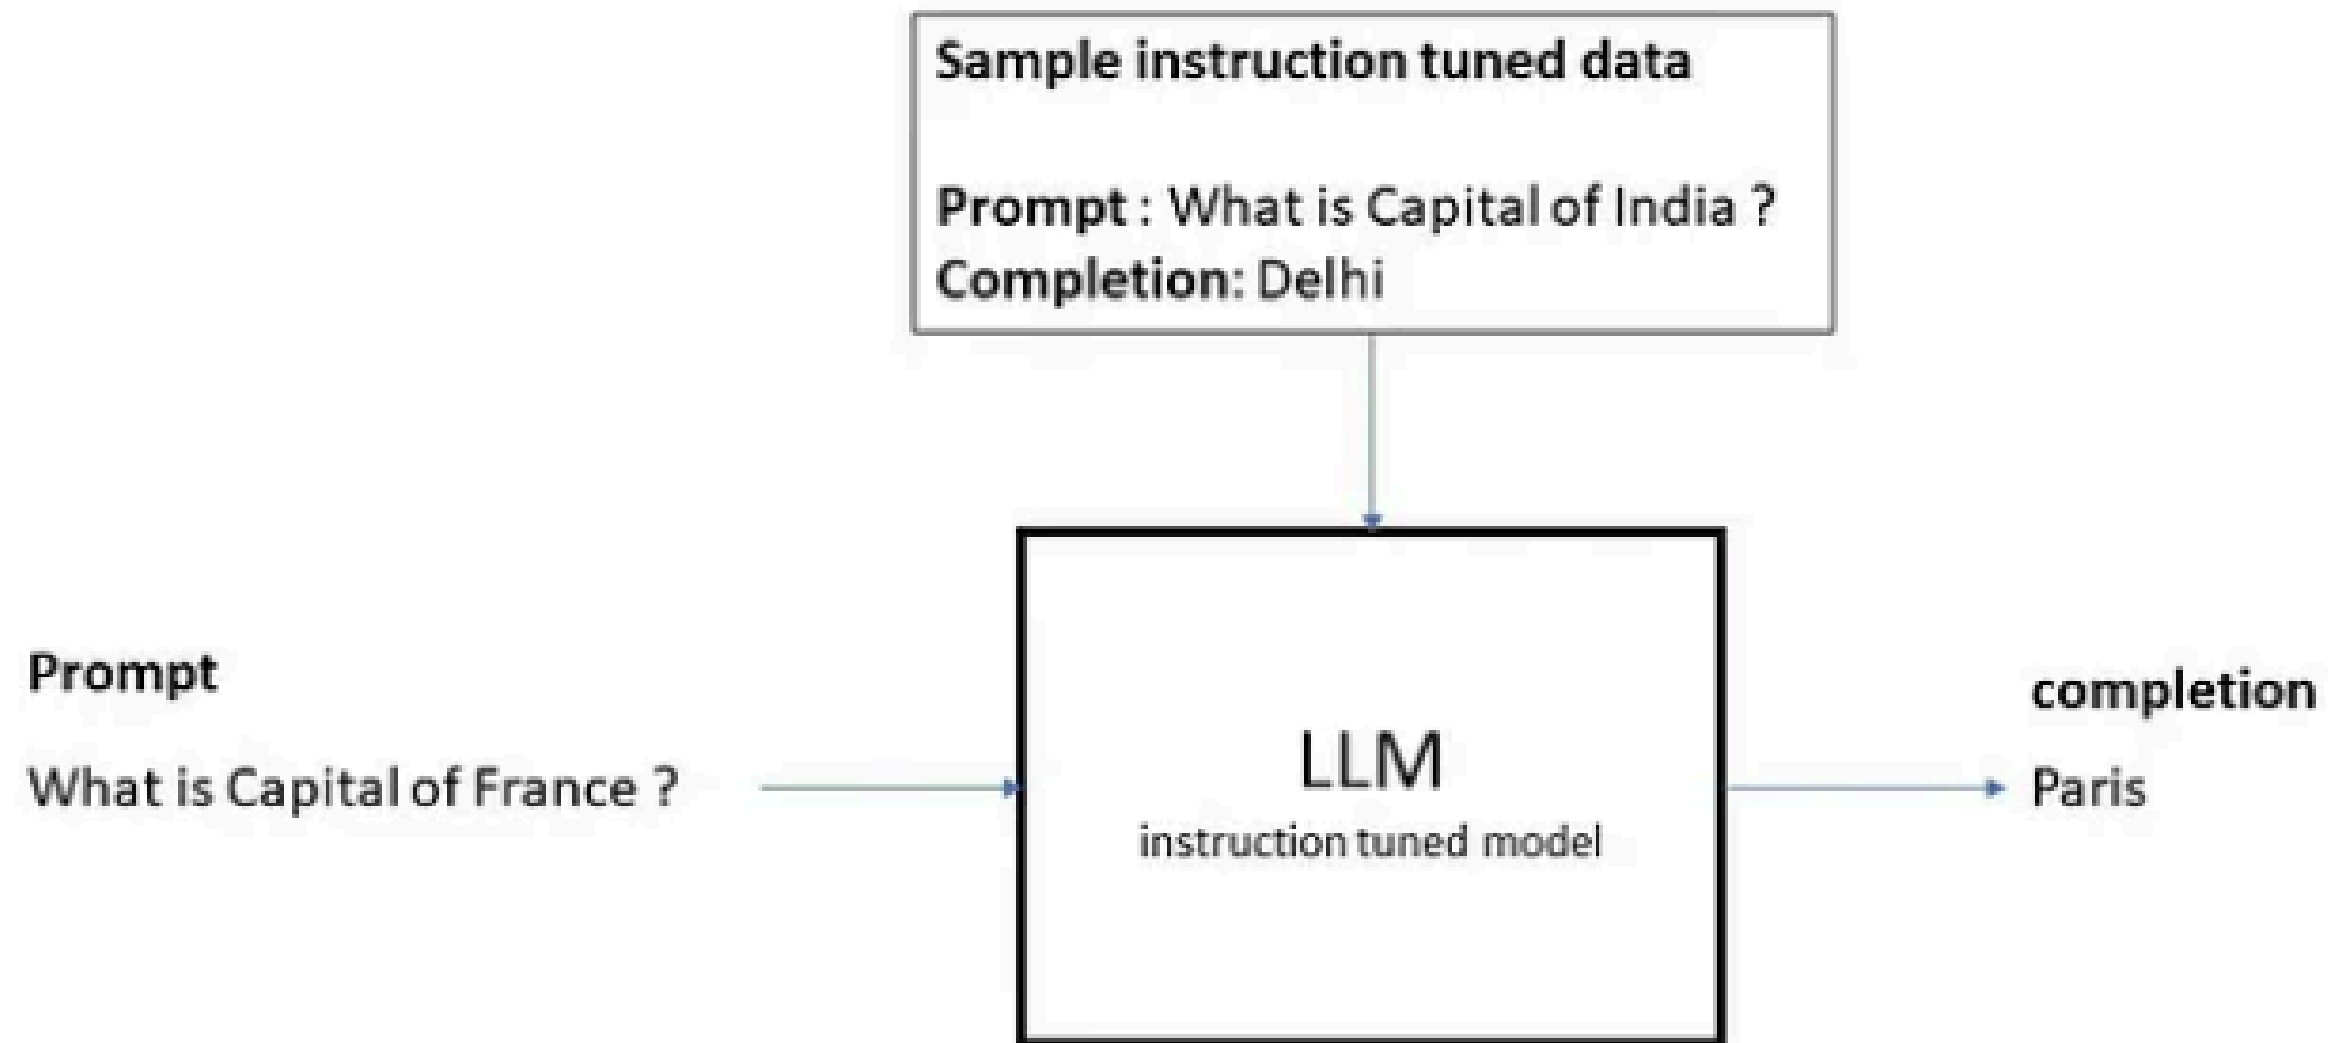 Sample instruction tuned data
Prompt : What is Capital of India ?
Completion: Delhi
Prompt
What is Capital of France ?
LLM
instruction tuned model
completion
Paris